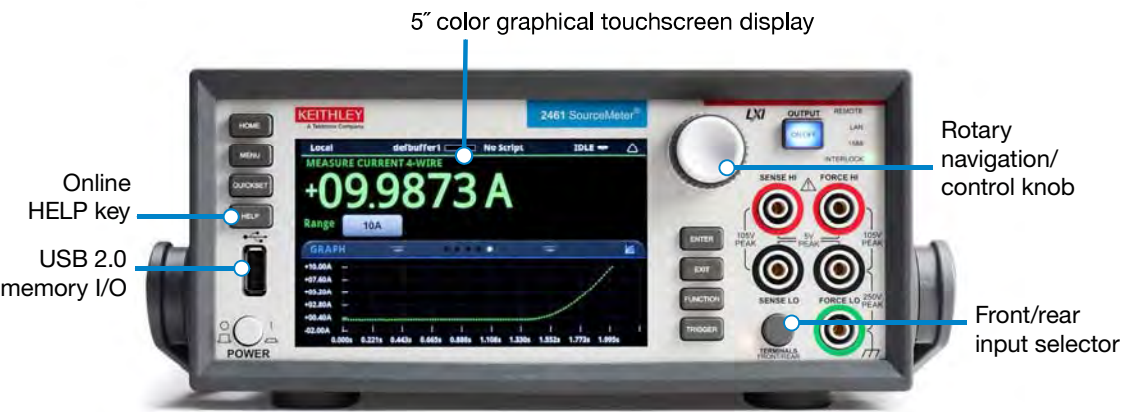 5″ color graphical touchscreen display
KEITHLEY
A Tektronix Company
2461 SourceMeter®
LXI
OUTPUT
ON/OFF
REMOTE
LAN
1588
INTERLOCK
HOME
MENU
QUICKSET
HELP
Online
HELP key
USB 2.0
memory I/O
POWER
Local defbuffer1 No Script IDLE
MEASURE CURRENT 4-WIRE
+09.9873 A
Range 10A
GRAPH
+10.00A
+07.60A
+05.20A
+02.80A
+00.40A
-02.00A
0.000s 0.221s 0.443s 0.665s 0.886s 1.108s 1.330s 1.552s 1.773s 1.995s
ENTER
EXIT
FUNCTION
TRIGGER
SENSE HI
FORCE HI
105V
PEAK
5V
PEAK
105V
PEAK
SENSE LO
FORCE LO
250V
PEAK
TERMINALS
FRONT/REAR
Rotary
navigation/
control knob
Front/rear
input selector